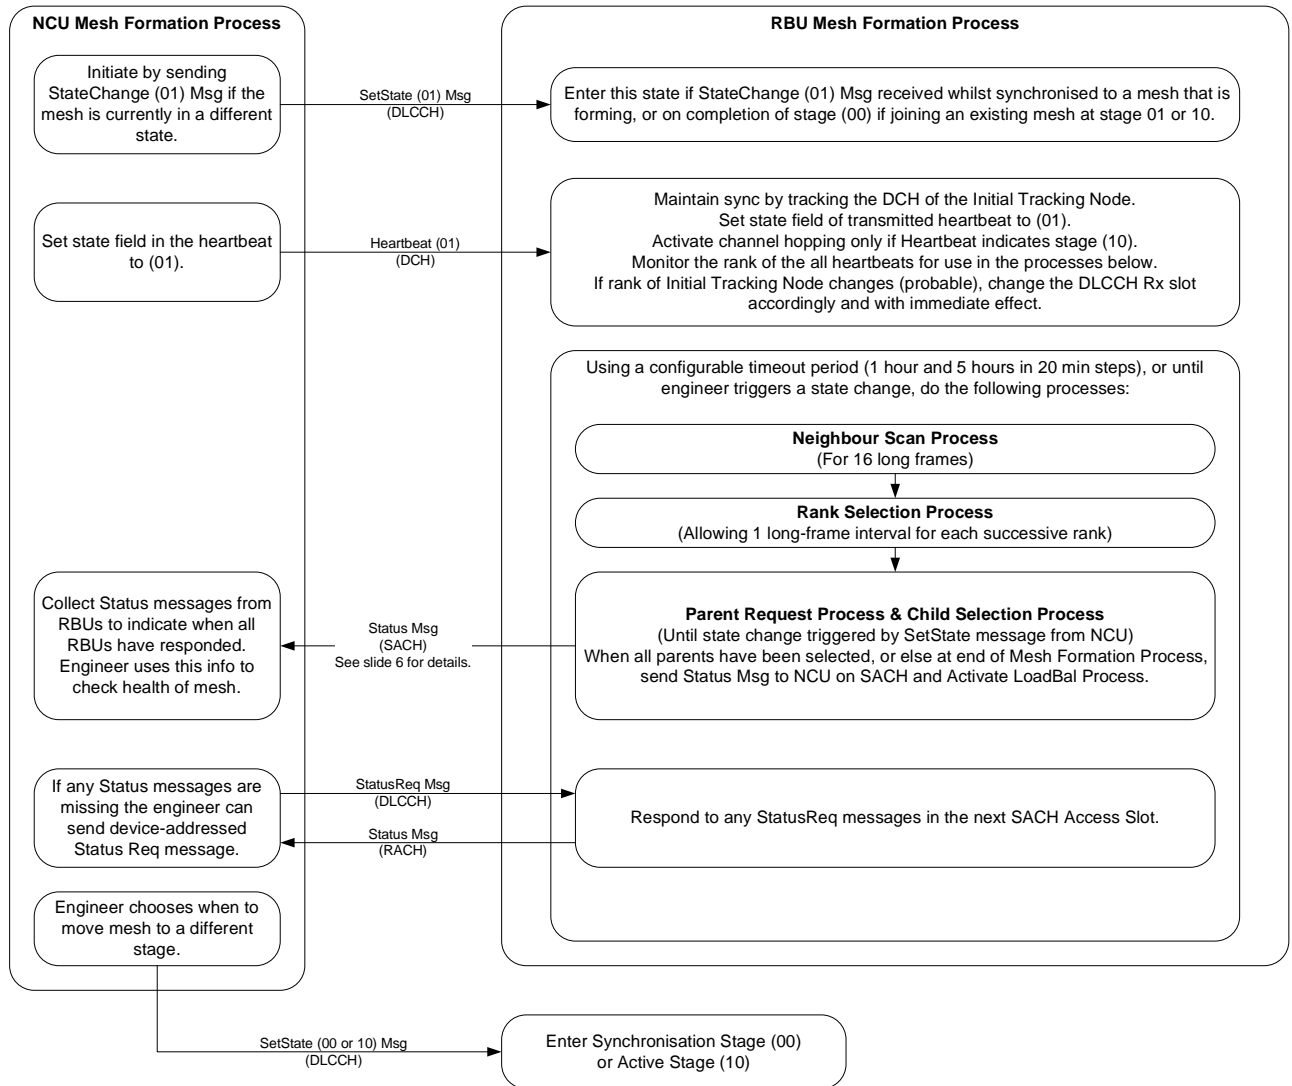 NCU Mesh Formation Process
RBU Mesh Formation Process
Initiate by sending
StateChange (01) Msg if the
mesh is currently in a different
state.
SetState (01) Msg
(DLCCH)
Enter this state if StateChange (01) Msg received whilst synchronised to a mesh that is
forming, or on completion of stage (00) if joining an existing mesh at stage 01 or 10.
Set state field in the heartbeat
to (01).
Heartbeat (01)
(DCH)
Maintain sync by tracking the DCH of the Initial Tracking Node.
Set state field of transmitted heartbeat to (01).
Activate channel hopping only if Heartbeat indicates stage (10).
Monitor the rank of the all heartbeats for use in the processes below.
If rank of Initial Tracking Node changes (probable), change the DLCCH Rx slot
accordingly and with immediate effect.
Using a configurable timeout period (1 hour and 5 hours in 20 min steps), or until
engineer triggers a state change, do the following processes:
Neighbour Scan Process
(For 16 long frames)
Rank Selection Process
(Allowing 1 long-frame interval for each successive rank)
Collect Status messages from
RBUs to indicate when all
RBUs have responded.
Engineer uses this info to
check health of mesh.
Status Msg
(SACH)
See slide 6 for details.
Parent Request Process & Child Selection Process
(Until state change triggered by SetState message from NCU)
When all parents have been selected, or else at end of Mesh Formation Process,
send Status Msg to NCU on SACH and Activate LoadBal Process.
If any Status messages are
missing the engineer can
send device-addressed
Status Req message.
StatusReq Msg
(DLCCH)
Status Msg
(RACH)
Respond to any StatusReq messages in the next SACH Access Slot.
Engineer chooses when to
move mesh to a different
stage.
SetState (00 or 10) Msg
(DLCCH)
Enter Synchronisation Stage (00)
or Active Stage (10)